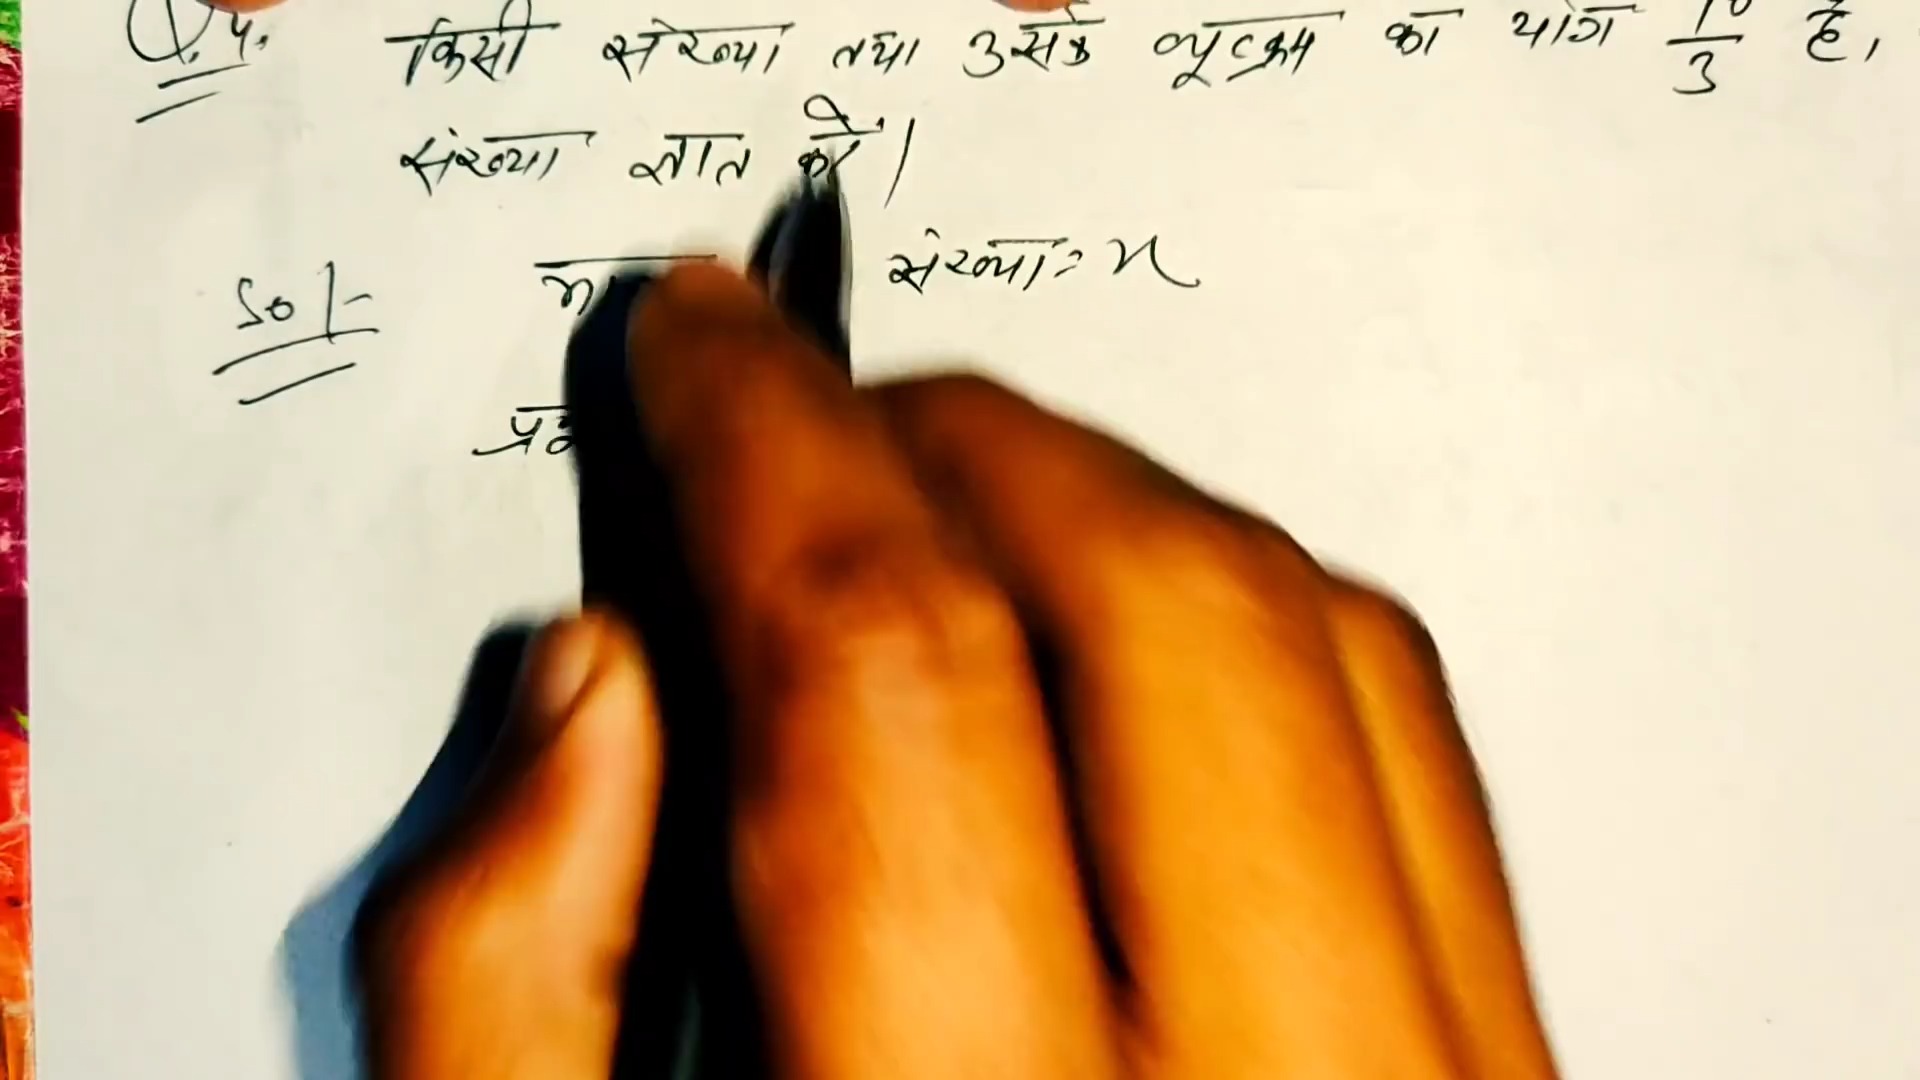 Q.4. किसी संख्या तथा उसके व्यूत्क्रम का योग 10/3 है,
संख्या ज्ञात करें।
Sol- संख्या = x